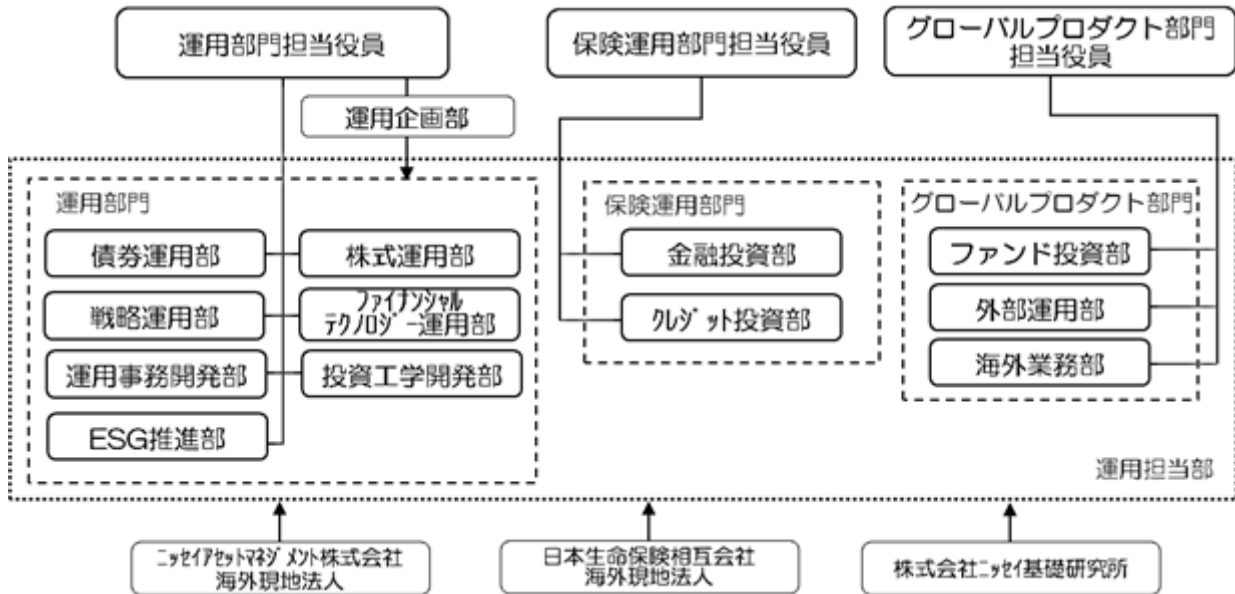 運用部門担当役員
保険運用部門担当役員
グローバルプロダクト部門
担当役員
運用企画部
運用部門
債券運用部
株式運用部
戦略運用部
ファイナンシャル
テクノロジー運用部
運用事務開発部
投資工学開発部
ESG推進部
保険運用部門
金融投資部
クレジット投資部
グローバルプロダクト部門
ファンド投資部
外部運用部
海外業務部
運用担当部
ニッセイアセットマネジメント株式会社
海外現地法人
日本生命保険相互会社
海外現地法人
株式会社ニッセイ基礎研究所